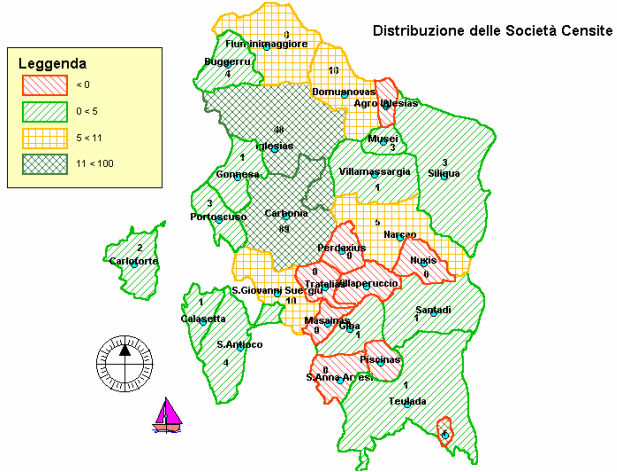 Distribuzione delle Società Censite
Leggenda
< 0
0 < 5
5 < 11
11 < 100
Fluminimaggiore
Buggerru
4
10
Domusnovas
Agro Iglesias
48
Iglesias
Musei
3
1
Gonnesa
Villamassargia
1
3
Siliqua
3
Portoscuso
Carbonia
89
5
Narcao
2
Carloforte
Perdaxius
0
Nuxis
0
0
Tratalias
Villaperuccio
S.Giovanni Suergiu
10
1
Calasetta
Masainas
0
Giba
1
Santadi
1
S.Antioco
4
Piscinas
0
S.Anna Arresi
1
Teulada